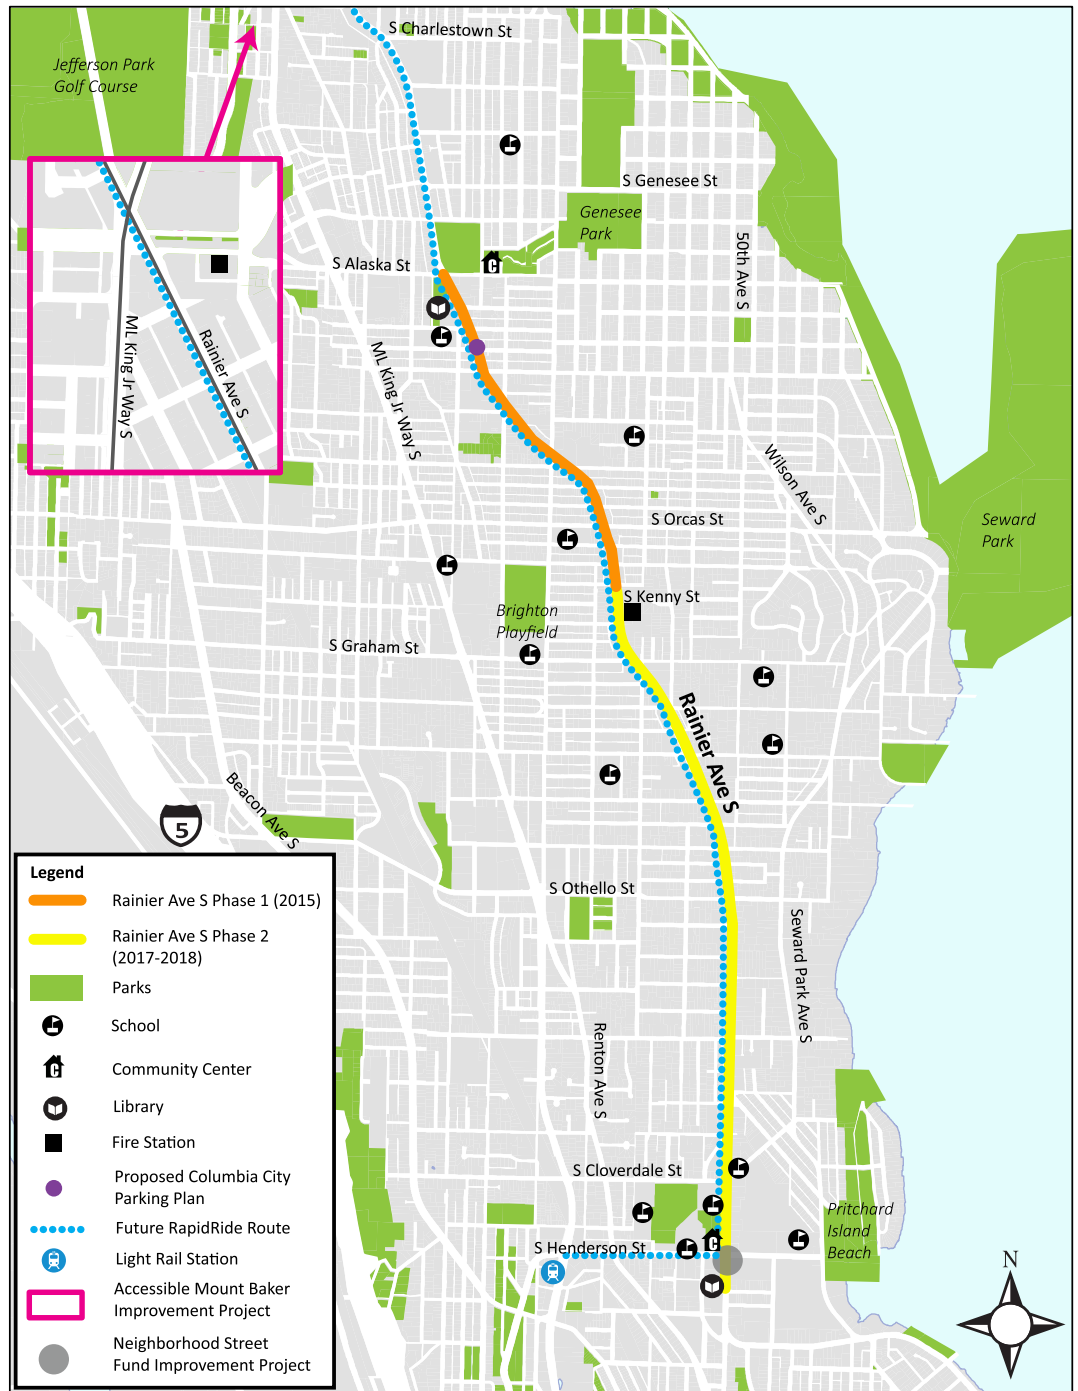 S Charlestown St
Jefferson Park
Golf Course
S Genesee St
Genesee
Park
50th Ave S
S Alaska St
C
ML King Jr Way S
Rainier Ave S
ML King Jr Way S
Wilson Ave S
S Orcas St
Seward
Park
S Kenny St
Brighton
Playfield
S Graham St
Rainier Ave S
Beacon Ave S
5
S Othello St
Seward Park Ave S
Renton Ave S
S Cloverdale St
Pritchard
Island
Beach
S Henderson St
C
N
Legend
Rainier Ave S Phase 1 (2015)
Rainier Ave S Phase 2
(2017-2018)
Parks
School
C
Community Center
Library
Fire Station
Proposed Columbia City
Parking Plan
Future RapidRide Route
Light Rail Station
Accessible Mount Baker
Improvement Project
Neighborhood Street
Fund Improvement Project